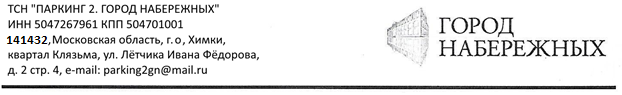 ТСН "ПАРКИНГ 2. ГОРОД НАБЕРЕЖНЫХ"
ИНН 5047267961 КПП 504701001
141432,Московская область, г.о, Химки,
квартал Клязьма, ул. Лётчика Ивана Фёдорова,
д. 2 стр. 4, e-mail: parking2gn@mail.ru
ГОРОД
НАБЕРЕЖНЫХ